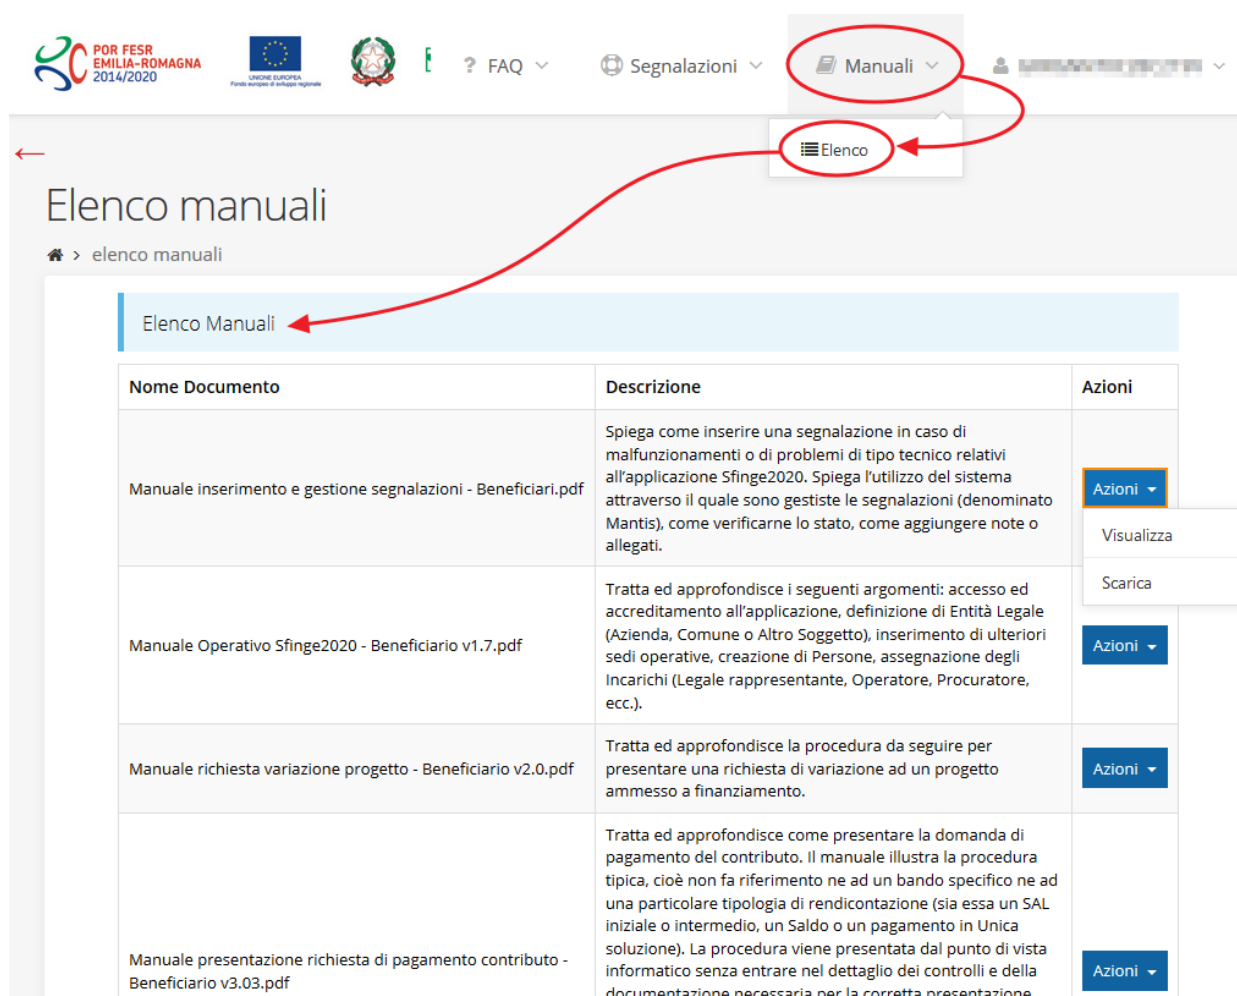 POR FESR
EMILIA-ROMAGNA
2014/2020
UNIONE EUROPEA
Fondo europeo di sviluppo regionale
? FAQ
Segnalazioni
Manuali
Elenco
Elenco manuali
> elenco manuali
Elenco Manuali
Nome Documento
Descrizione
Azioni
Manuale inserimento e gestione segnalazioni - Beneficiari.pdf
Spiega come inserire una segnalazione in caso di
malfunzionamenti o di problemi di tipo tecnico relativi
all'applicazione Sfinge2020. Spiega l'utilizzo del sistema
attraverso il quale sono gestiste le segnalazioni (denominato
Mantis), come verificarne lo stato, come aggiungere note o
allegati.
Azioni
Visualizza
Scarica
Manuale Operativo Sfinge2020 - Beneficiario v1.7.pdf
Tratta ed approfondisce i seguenti argomenti: accesso ed
accreditamento all'applicazione, definizione di Entità Legale
(Azienda, Comune o Altro Soggetto), inserimento di ulteriori
sedi operative, creazione di Persone, assegnazione degli
Incarichi (Legale rappresentante, Operatore, Procuratore,
ecc.).
Azioni
Manuale richiesta variazione progetto - Beneficiario v2.0.pdf
Tratta ed approfondisce la procedura da seguire per
presentare una richiesta di variazione ad un progetto
ammesso a finanziamento.
Azioni
Manuale presentazione richiesta di pagamento contributo -
Beneficiario v3.03.pdf
Tratta ed approfondisce come presentare la domanda di
pagamento del contributo. Il manuale illustra la procedura
tipica, cioè non fa riferimento ne ad un bando specifico ne ad
una particolare tipologia di rendicontazione (sia essa un SAL
iniziale o intermedio, un Saldo o un pagamento in Unica
soluzione). La procedura viene presentata dal punto di vista
informatico senza entrare nel dettaglio dei controlli e della
documentazione necessaria per la corretta presentazione
Azioni